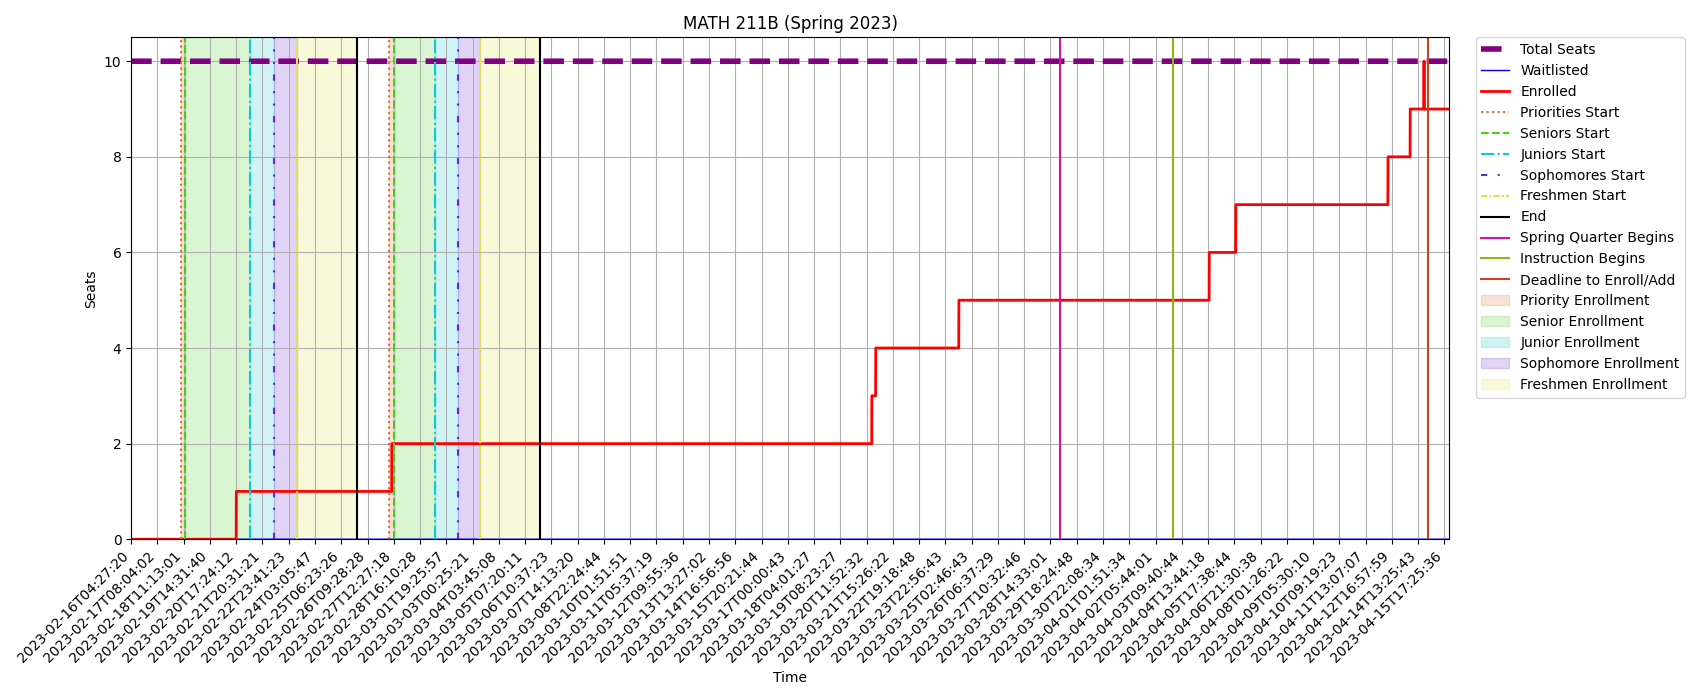 MATH 211B (Spring 2023)
10
8
6
4
2
0
Seats
2023-02-16T04:27:20
2023-02-17T08:04:02
2023-02-18T11:13:01
2023-02-19T14:31:40
2023-02-20T17:24:12
2023-02-21T20:31:21
2023-02-22T23:41:23
2023-02-24T03:05:47
2023-02-25T06:23:26
2023-02-26T09:28:28
2023-02-27T12:27:18
2023-02-28T16:10:28
2023-03-01T19:25:57
2023-03-03T00:25:21
2023-03-04T03:45:08
2023-03-05T07:20:11
2023-03-06T10:37:23
2023-03-07T14:13:20
2023-03-08T22:24:44
2023-03-10T01:51:51
2023-03-11T05:37:19
2023-03-12T09:55:36
2023-03-13T13:27:02
2023-03-14T16:56:56
2023-03-15T20:21:44
2023-03-17T00:00:43
2023-03-18T04:01:27
2023-03-19T08:23:27
2023-03-20T11:52:32
2023-03-21T15:26:22
2023-03-22T19:18:48
2023-03-23T22:56:43
2023-03-25T02:46:43
2023-03-26T06:37:29
2023-03-27T10:32:46
2023-03-28T14:33:01
2023-03-29T18:24:48
2023-03-30T22:08:34
2023-04-01T01:51:34
2023-04-02T05:44:01
2023-04-03T09:40:44
2023-04-04T13:44:18
2023-04-05T17:38:44
2023-04-06T21:30:38
2023-04-08T01:26:22
2023-04-09T05:30:10
2023-04-10T09:19:23
2023-04-11T13:07:07
2023-04-12T16:57:59
2023-04-14T13:25:43
2023-04-15T17:25:36
Time
Total Seats
Waitlisted
Enrolled
Priorities Start
Seniors Start
Juniors Start
Sophomores Start
Freshmen Start
End
Spring Quarter Begins
Instruction Begins
Deadline to Enroll/Add
Priority Enrollment
Senior Enrollment
Junior Enrollment
Sophomore Enrollment
Freshmen Enrollment